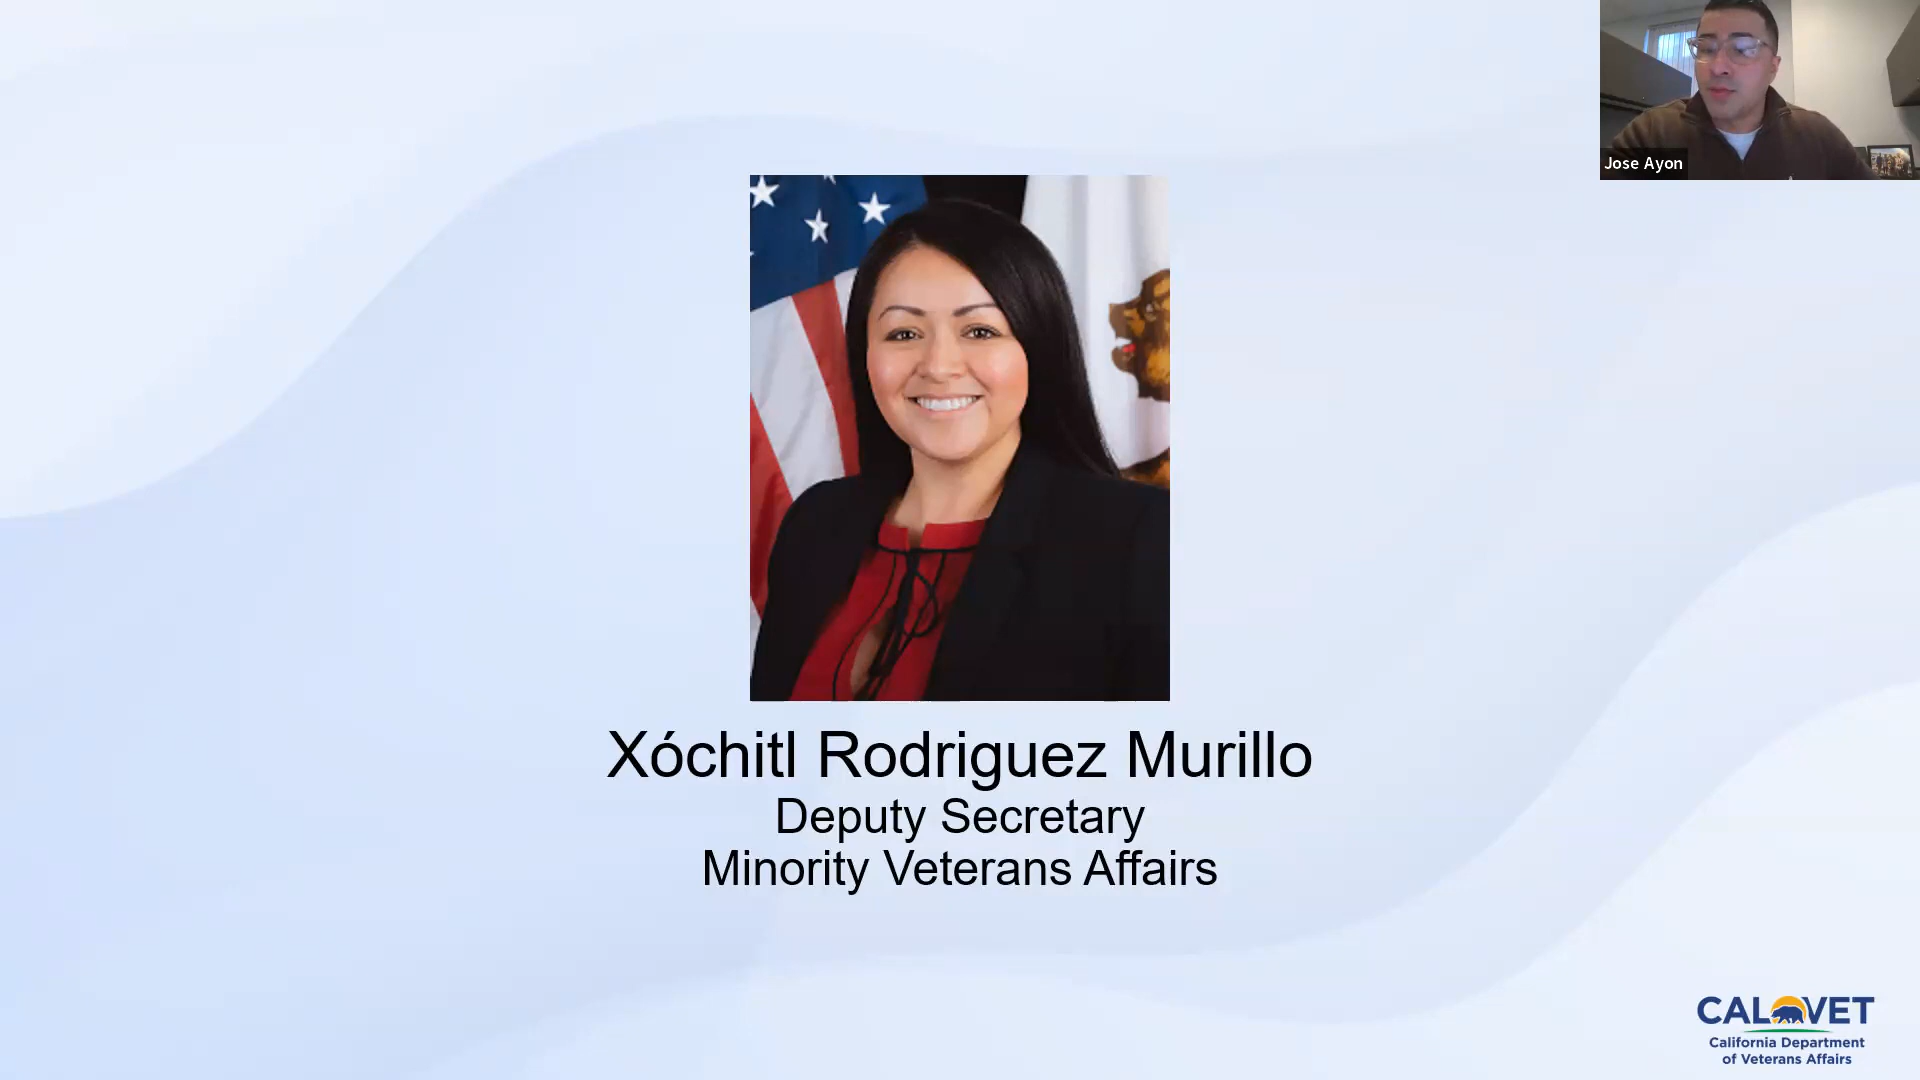 Jose Ayon
Xóchitl Rodriguez Murillo
Deputy Secretary
Minority Veterans Affairs
CALVET
California Department
of Veterans Affairs